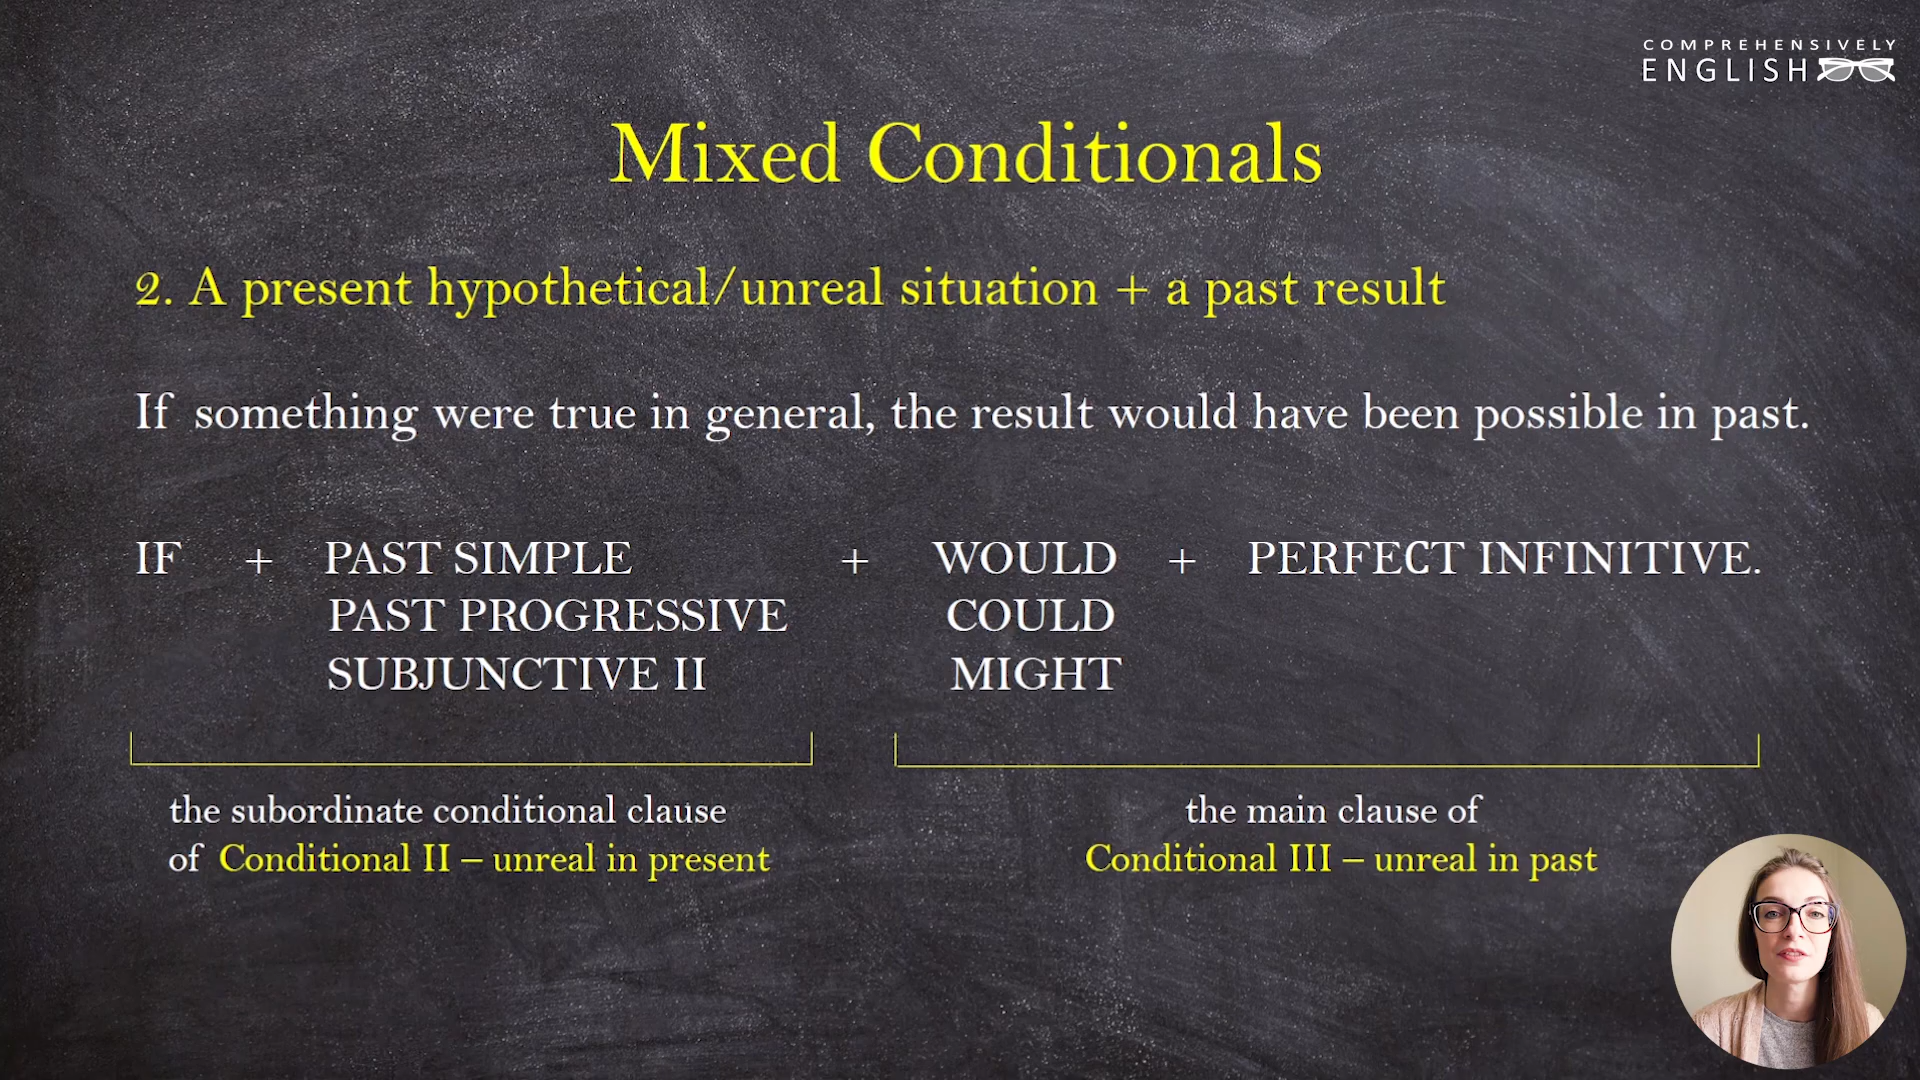 COMPREHENSIVELY
ENGLISH
Mixed Conditionals
2. A present hypothetical/unreal situation + a past result
If something were true in general, the result would have been possible in past.
IF + PAST SIMPLE + WOULD + PERFECT INFINITIVE.
PAST PROGRESSIVE COULD
SUBJUNCTIVE II MIGHT
the subordinate conditional clause
of Conditional II – unreal in present
the main clause of
Conditional III – unreal in past